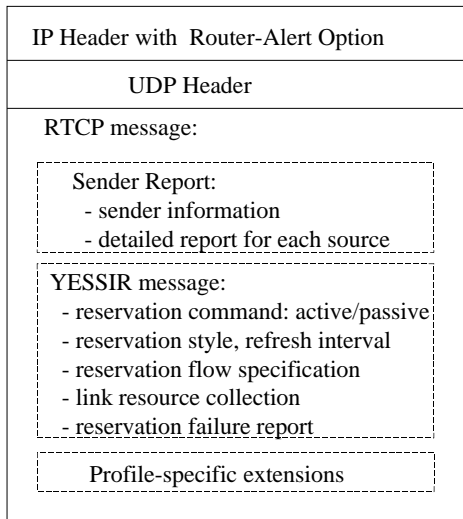 IP Header with Router-Alert Option
UDP Header
RTCP message:
Sender Report:
- sender information
- detailed report for each source
YESSIR message:
- reservation command: active/passive
- reservation style, refresh interval
- reservation flow specification
- link resource collection
- reservation failure report
Profile-specific extensions